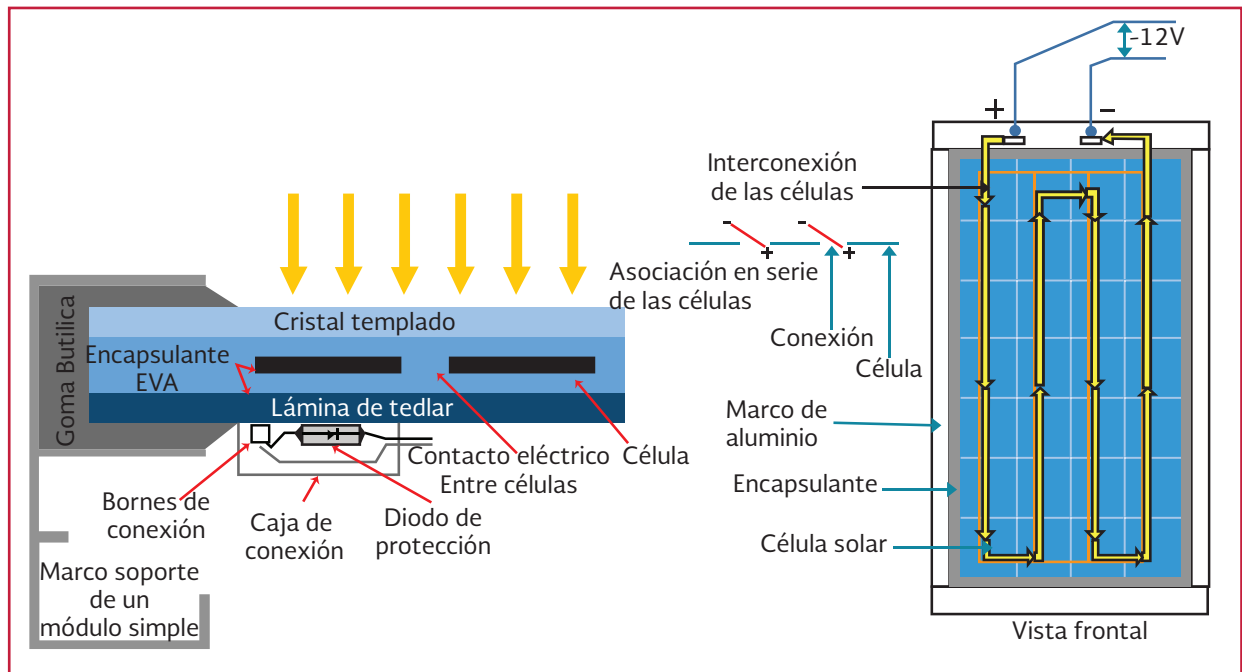 Goma Butilica
Cristal templado
Encapsulante
EVA
Lámina de tedlar
Contacto eléctrico
Entre células
Célula
Bornes de
conexión
Caja de
conexión
Diodo de
protección
Marco soporte
de un
módulo simple
-12V
+
-
Interconexión
de las células
-
+
-
+
Asociación en serie
de las células
Conexión
Célula
Marco de
aluminio
Encapsulante
Célula solar
Vista frontal